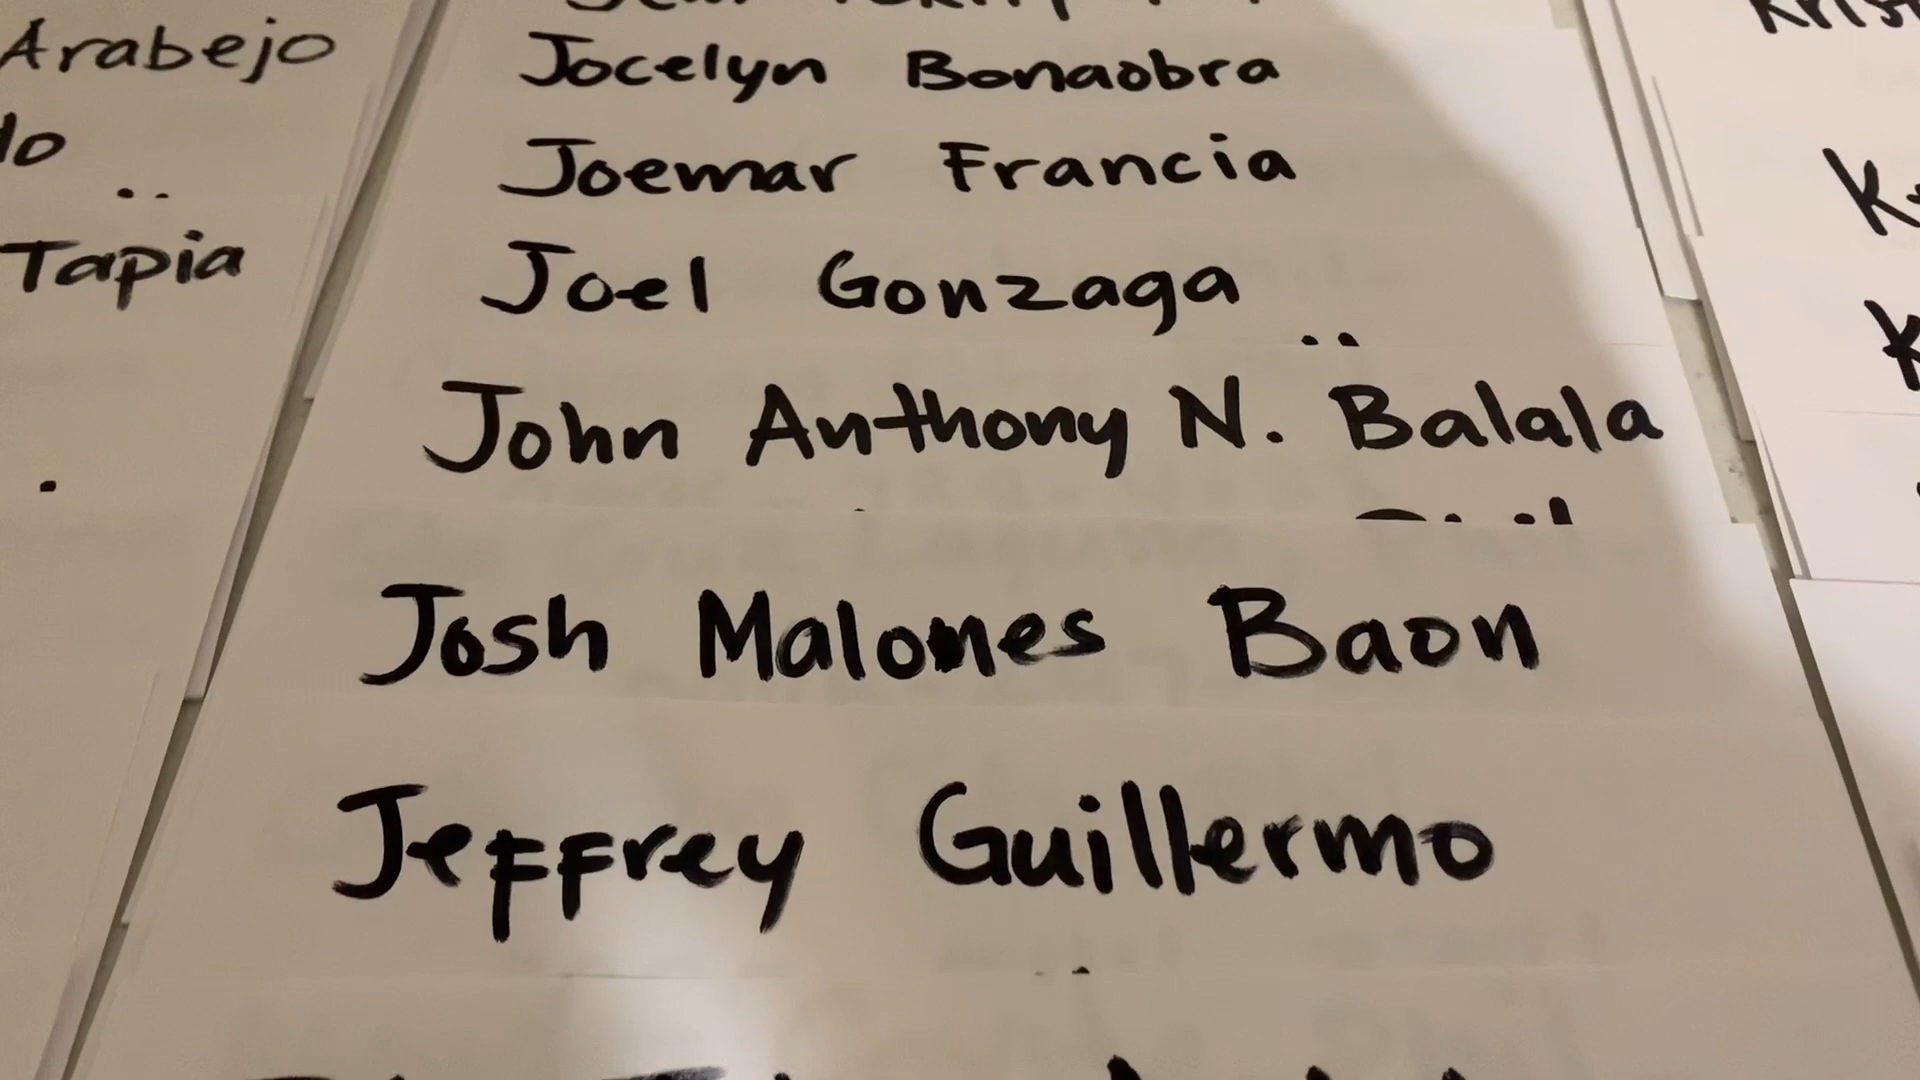 Arabejo
Tapia
Jocelyn Bonaobra
Joemar Francia
Joel Gonzaga
John Anthony N. Balala
Josh Malones Baon
Jeffrey Guillermo